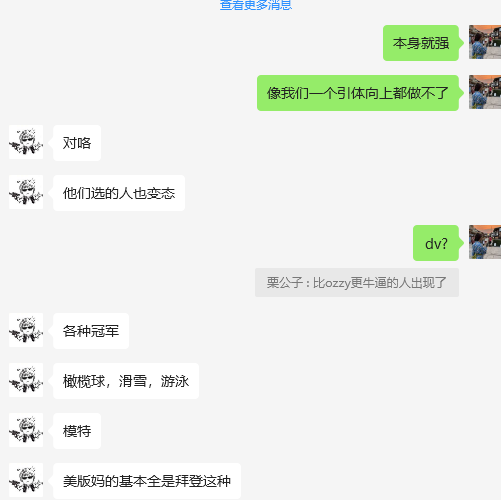 查看更多消息
本身就强
像我们一个引体向上都做不了
对咯
他们选的人也变态
dv?
栗公子 : 比ozzy更牛逼的人出现了
各种冠军
橄榄球，滑雪，游泳
模特
美版妈的基本全是拜登这种